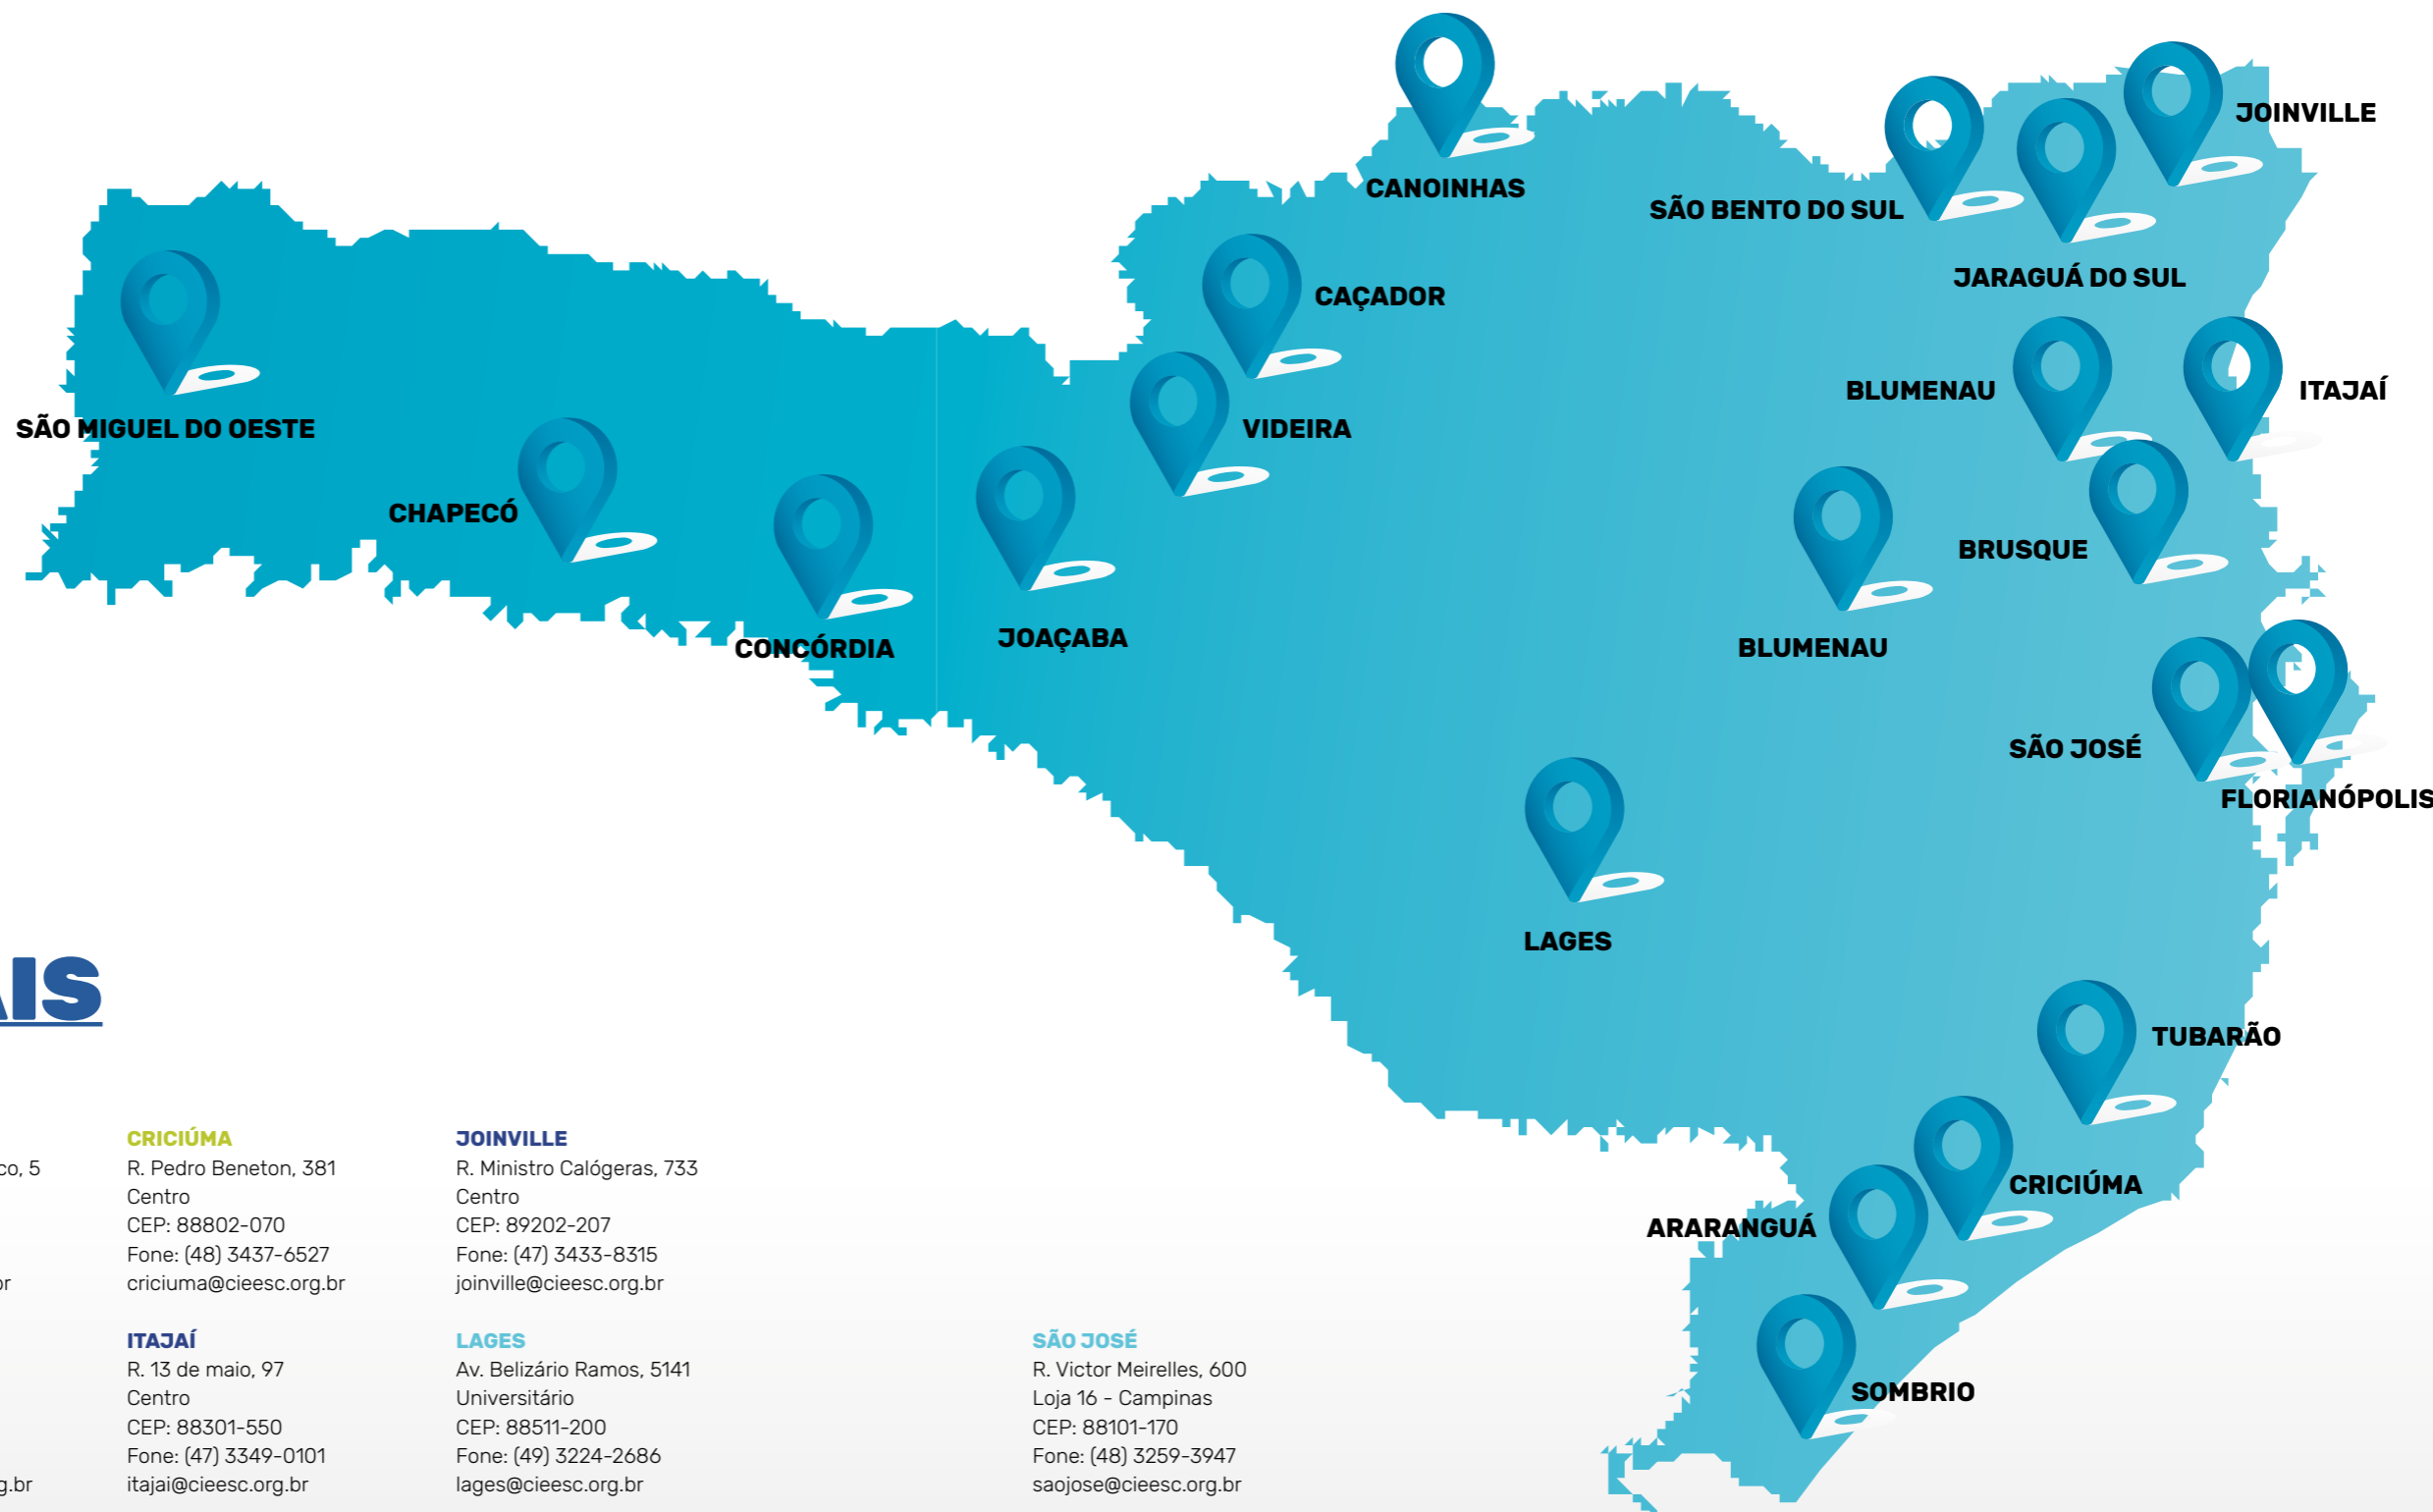 JOINVILLE
CANOINHAS
SÃO BENTO DO SUL
JARAGUÁ DO SUL
CAÇADOR
BLUMENAU
ITAJAÍ
SÃO MIGUEL DO OESTE
VIDEIRA
CHAPECÓ
BRUSQUE
CONCÓRDIA
JOAÇABA
BLUMENAU
SÃO JOSÉ
FLORIANÓPOLIS
LAGES
AIS
TUBARÃO
CRICIÚMA
ARARANGUÁ
SOMBRIO
co, 5
br
g.br
CRICIÚMA
R. Pedro Beneton, 381
Centro
CEP: 88802-070
Fone: (48) 3437-6527
criciuma@cieesc.org.br
ITAJAÍ
R. 13 de maio, 97
Centro
CEP: 88301-550
Fone: (47) 3349-0101
itajai@cieesc.org.br
JOINVILLE
R. Ministro Calógeras, 733
Centro
CEP: 89202-207
Fone: (47) 3433-8315
joinville@cieesc.org.br
LAGES
Av. Belizário Ramos, 5141
Universitário
CEP: 88511-200
Fone: (49) 3224-2686
lages@cieesc.org.br
SÃO JOSÉ
R. Victor Meirelles, 600
Loja 16 - Campinas
CEP: 88101-170
Fone: (48) 3259-3947
saojose@cieesc.org.br